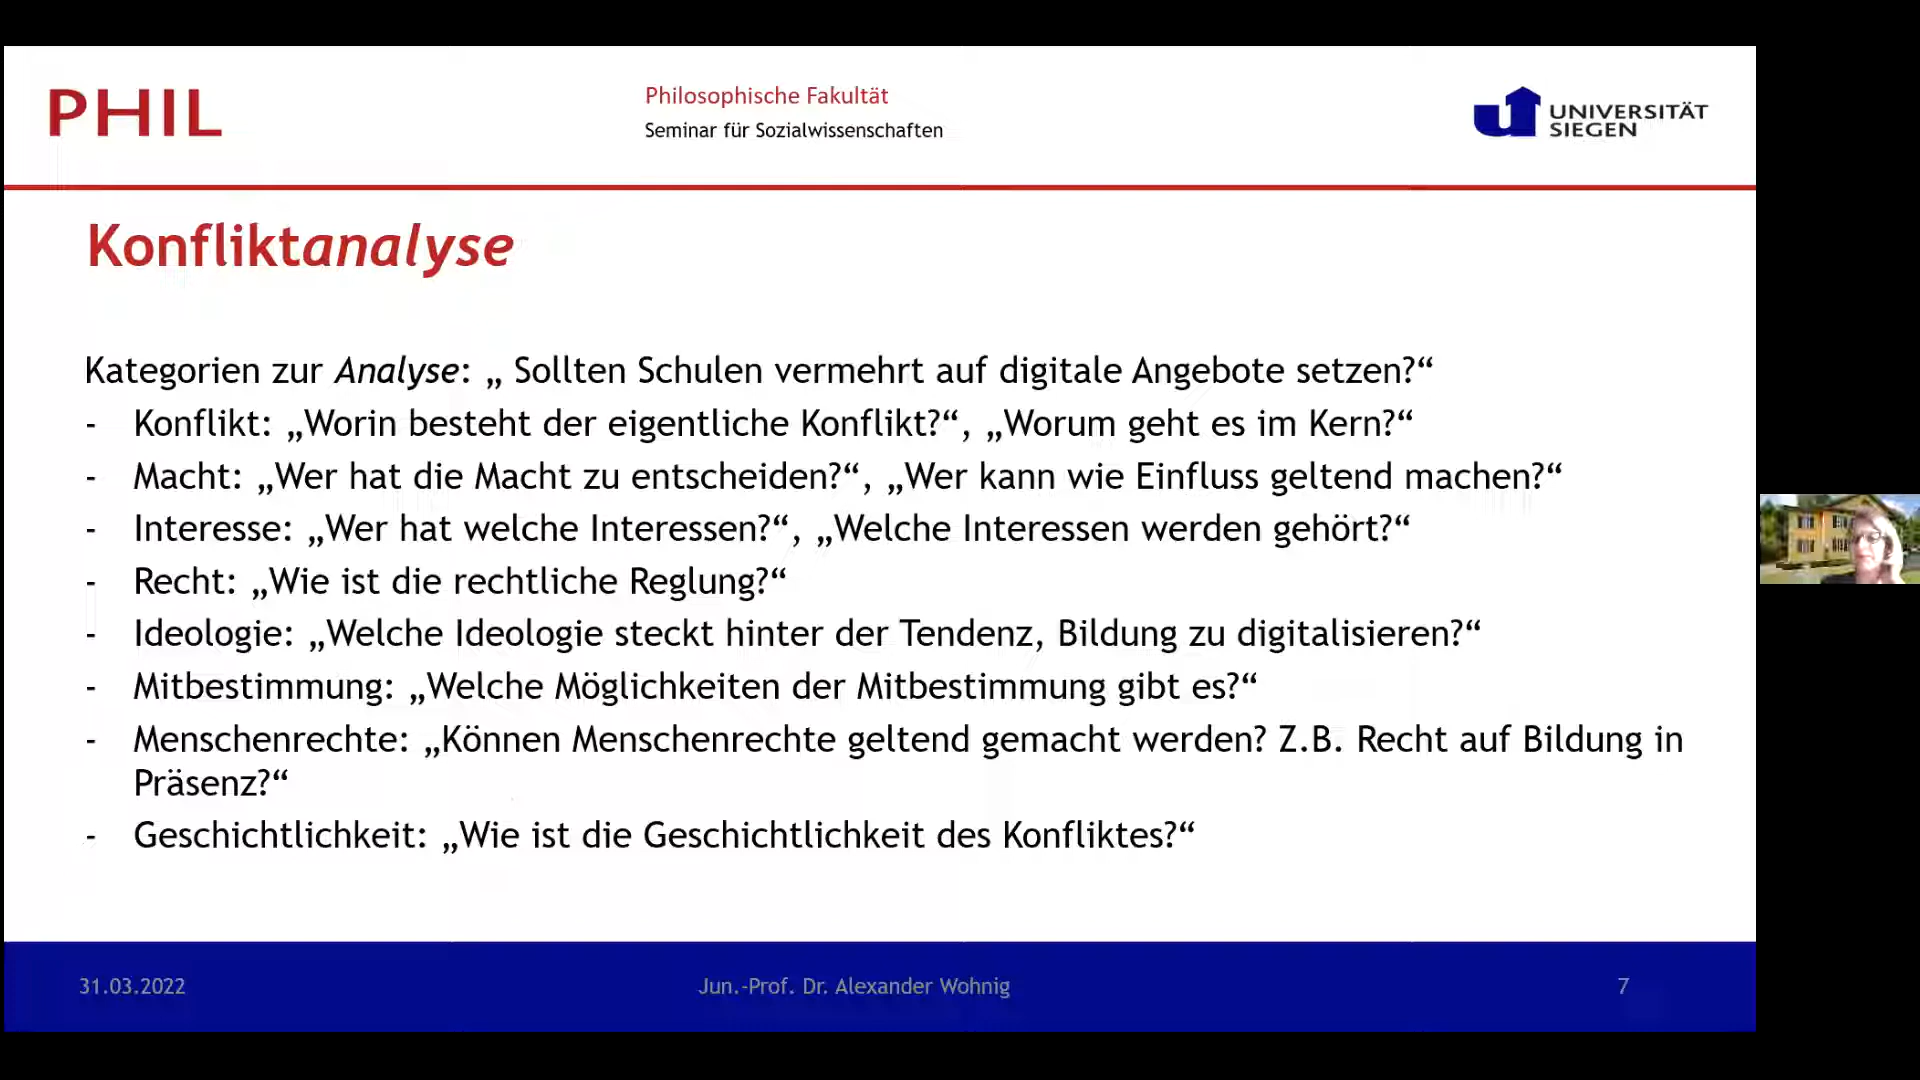 PHIL
Philosophische Fakultät
Seminar für Sozialwissenschaften
UNIVERSITÄT
SIEGEN
Konfliktanalyse
Kategorien zur Analyse: „ Sollten Schulen vermehrt auf digitale Angebote setzen?“
- Konflikt: „Worin besteht der eigentliche Konflikt?“, „Worum geht es im Kern?“
- Macht: „Wer hat die Macht zu entscheiden?“, „Wer kann wie Einfluss geltend machen?“
- Interesse: „Wer hat welche Interessen?“, „Welche Interessen werden gehört?“
- Recht: „Wie ist die rechtliche Reglung?“
- Ideologie: „Welche Ideologie steckt hinter der Tendenz, Bildung zu digitalisieren?“
- Mitbestimmung: „Welche Möglichkeiten der Mitbestimmung gibt es?“
- Menschenrechte: „Können Menschenrechte geltend gemacht werden? Z.B. Recht auf Bildung in
Präsenz?“
- Geschichtlichkeit: „Wie ist die Geschichtlichkeit des Konfliktes?“
31.03.2022
Jun.-Prof. Dr. Alexander Wohnig
7